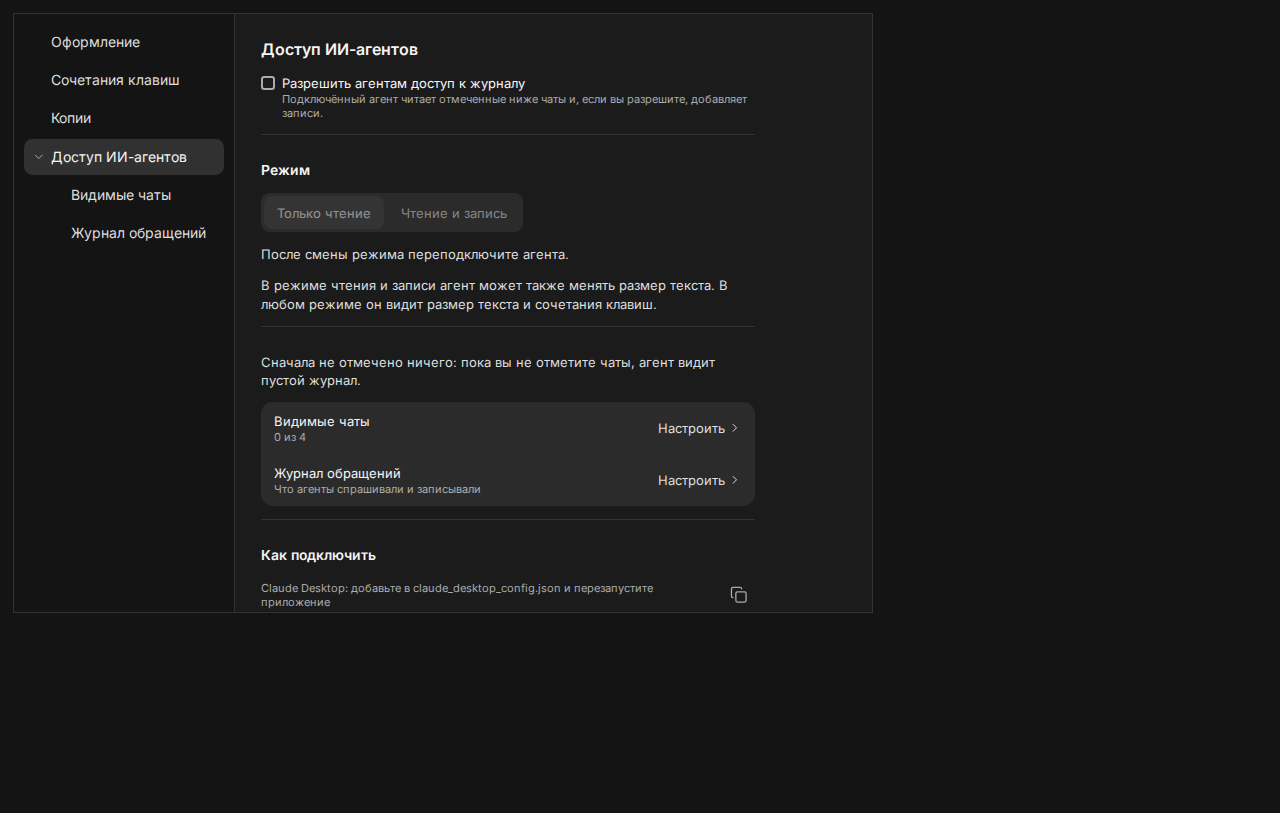 Оформление
Сочетания клавиш
Копии
Доступ ИИ-агентов
Видимые чаты
Журнал обращений
Доступ ИИ-агентов
Разрешить агентам доступ к журналу
Подключённый агент читает отмеченные ниже чаты и, если вы разрешите, добавляет
записи.
Режим
Только чтение
Чтение и запись
После смены режима переподключите агента.
В режиме чтения и записи агент может также менять размер текста. В
любом режиме он видит размер текста и сочетания клавиш.
Сначала не отмечено ничего: пока вы не отметите чаты, агент видит
пустой журнал.
Видимые чаты
0 из 4
Настроить
Журнал обращений
Что агенты спрашивали и записывали
Настроить
Как подключить
Claude Desktop: добавьте в claude_desktop_config.json и перезапустите
приложение